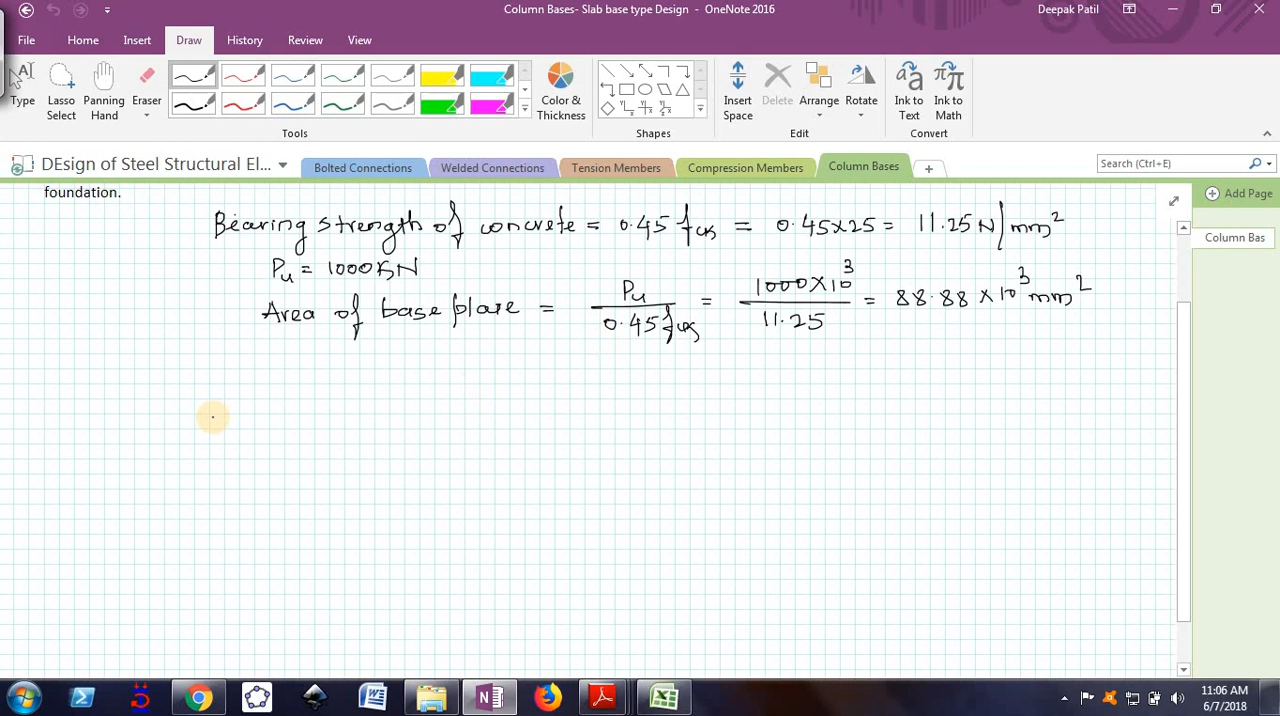 Column Bases- Slab base type Design - OneNote 2016
Deepak Patil
File Home Insert Draw History Review View
Type
Lasso Select
Panning Hand
Eraser
Color & Thickness
Insert Space
Delete
Arrange
Rotate
Ink to Text
Ink to Math
Tools
Shapes
Edit
Convert
DEsign of Steel Structural El...
Bolted Connections
Welded Connections
Tension Members
Compression Members
Column Bases
Search (Ctrl+E)
Add Page
Column Bas
foundation.
Bearing strength of concrete = 0.45 fck = 0.45x25 = 11.25 N/mm²
Pu = 1000KN
Area of base plate = Pu / 0.45fck = 1000x10³ / 11.25 = 88.88 x10³ mm²
11:06 AM
6/7/2018